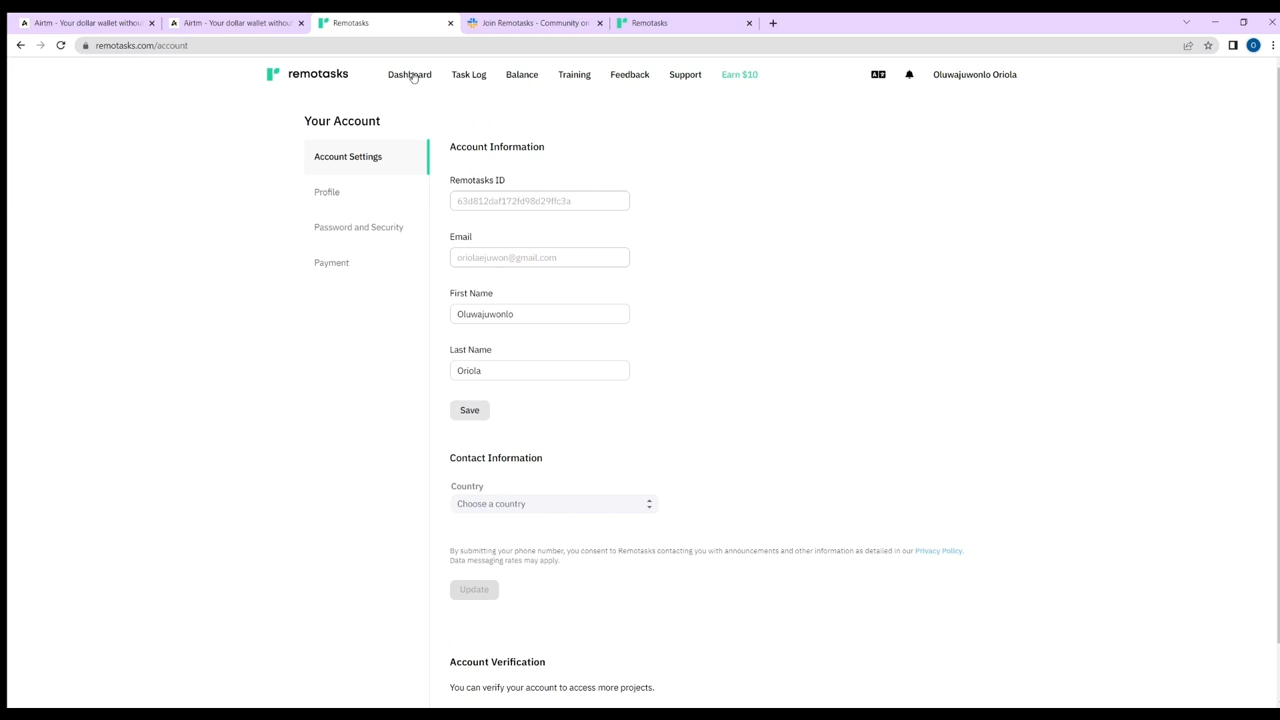 Airtm - Your dollar wallet without
Airtm - Your dollar wallet without
Remotasks
Join Remotasks - Community on
Remotasks
remotasks.com/account
O
remotasks
Dashboard
Task Log
Balance
Training
Feedback
Support
Earn $10
Oluwajuwonlo Oriola
Your Account
Account Settings
Profile
Password and Security
Payment
Account Information
Remotasks ID
63d812daf172fd98d29ffc3a
Email
oriolaejuwon@gmail.com
First Name
Oluwajuwonlo
Last Name
Oriola
Save
Contact Information
Country
Choose a country
By submitting your phone number, you consent to Remotasks contacting you with announcements and other information as detailed in our Privacy Policy.
Data messaging rates may apply.
Update
Account Verification
You can verify your account to access more projects.